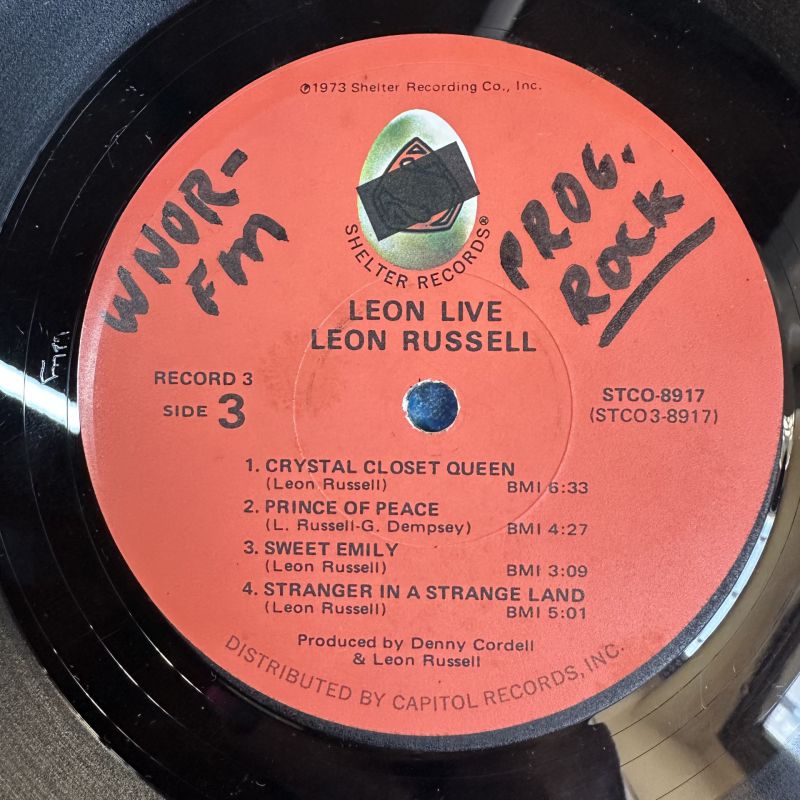 ℗1973 Shelter Recording Co., Inc.
WNOR-
FM
PROG.
ROCK
SHELTER RECORDS®
LEON LIVE
LEON RUSSELL
RECORD 3
SIDE 3
STCO-8917
(STCO3-8917)
1. CRYSTAL CLOSET QUEEN
(Leon Russell) BMI 6:33
2. PRINCE OF PEACE
(L. Russell-G. Dempsey) BMI 4:27
3. SWEET EMILY
(Leon Russell) BMI 3:09
4. STRANGER IN A STRANGE LAND
(Leon Russell) BMI 5:01
Produced by Denny Cordell
& Leon Russell
DISTRIBUTED BY CAPITOL RECORDS, INC.